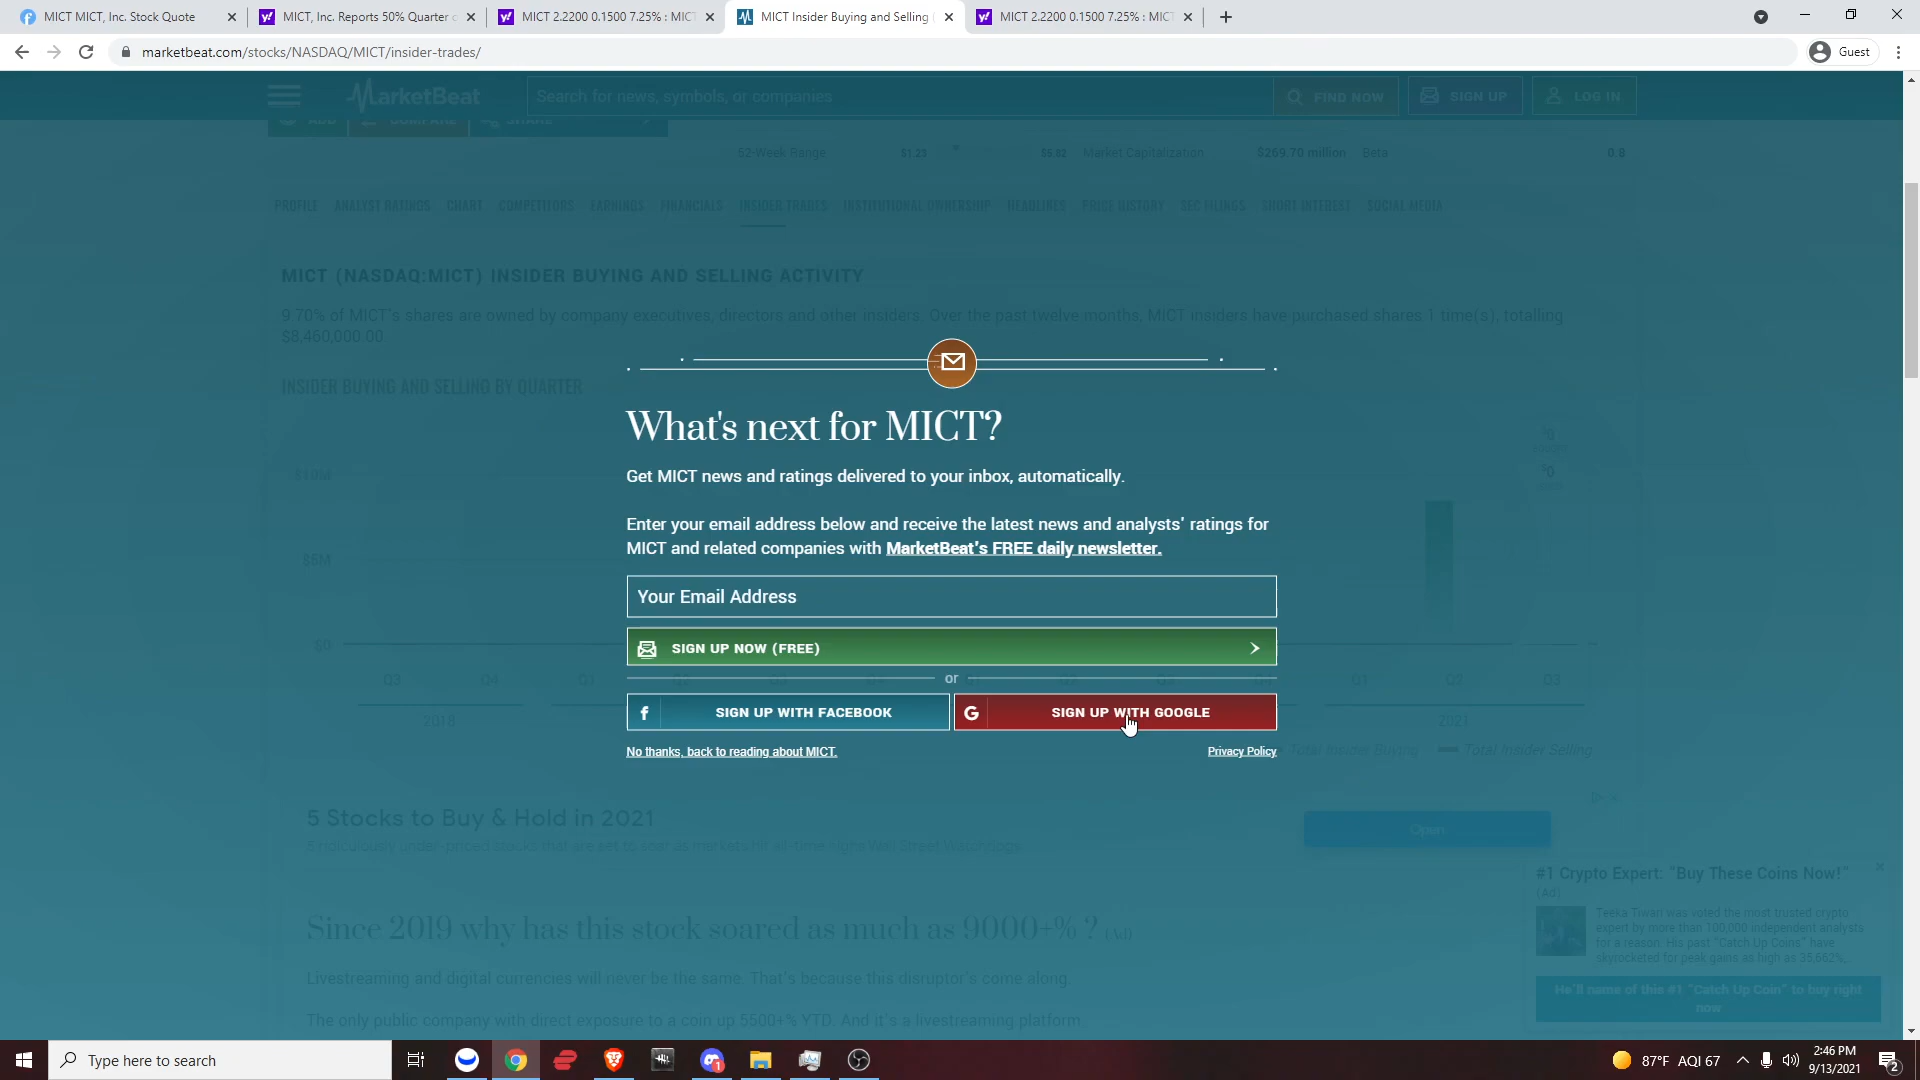 MICT MICT, Inc. Stock Quote
MICT, Inc. Reports 50% Quarter o
MICT 2.2200 0.1500 7.25% : MICT
MICT Insider Buying and Selling
MICT 2.2200 0.1500 7.25% : MICT
marketbeat.com/stocks/NASDAQ/MICT/insider-trades/
Guest
MarketBeat
Search for news, symbols, or companies
FIND NOW
SIGN UP
LOG IN
ADD
COMPARE
SHARE
52-Week Range $1.23 $5.82 Market Capitalization $269.70 million Beta 0.8
PROFILE ANALYST RATINGS CHART COMPETITORS EARNINGS FINANCIALS INSIDER TRADES INSTITUTIONAL OWNERSHIP HEADLINES PRICE HISTORY SEC FILINGS SHORT INTEREST SOCIAL MEDIA
MICT (NASDAQ:MICT) INSIDER BUYING AND SELLING ACTIVITY
9.70% of MICT's shares are owned by company executives, directors and other insiders. Over the past twelve months, MICT insiders have purchased shares 1 time(s), totalling
$8,460,000.00
INSIDER BUYING AND SELLING BY QUARTER
What's next for MICT?
Get MICT news and ratings delivered to your inbox, automatically.
Enter your email address below and receive the latest news and analysts' ratings for
MICT and related companies with MarketBeat's FREE daily newsletter.
Your Email Address
SIGN UP NOW (FREE)
or
SIGN UP WITH FACEBOOK
G SIGN UP WITH GOOGLE
No thanks, back to reading about MICT.
Privacy Policy
$10M
$5M
$0
Q3 Q4 Q1 Q2 Q1 Q2 Q3
2018 2021
Total Insider Buying Total Insider Selling
5 Stocks to Buy & Hold in 2021
5 ridiculously under-priced stocks that are set to soar as markets hit all-time highs Wall Street Watchdogs
Open
Since 2019 why has this stock soared as much as 9000+% ? (Ad)
Livestreaming and digital currencies will never be the same. That's because this disruptor's come along.
The only public company with direct exposure to a coin up 5500+% YTD. And it's a livestreaming platform.
#1 Crypto Expert: "Buy These Coins Now!"
(Ad)
Teeka Tiwari was voted the most trusted crypto
expert by more than 100,000 independent analysts
for a reason. His past "Catch Up Coins" have
skyrocketed for peak gains as high as 35,662%...
He'll name of this #1 "Catch Up Coin" to buy right
now
Type here to search
87°F AQI 67
2:46 PM
9/13/2021
2
1